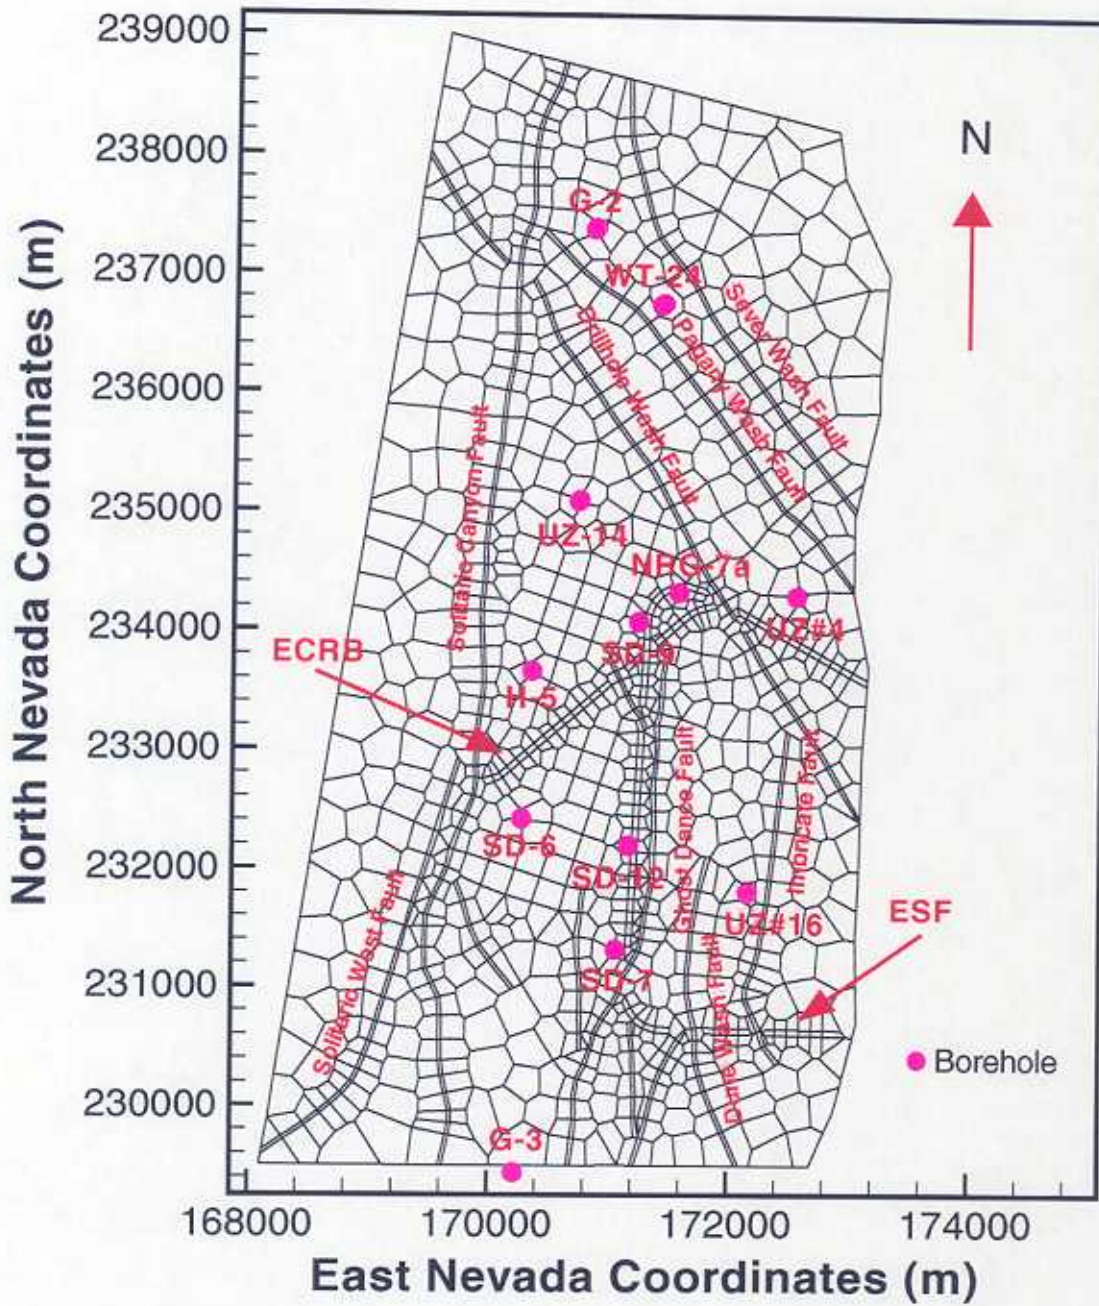 239000
238000
237000
236000
235000
234000
233000
232000
231000
230000
North Nevada Coordinates (m)
168000
170000
172000
174000
East Nevada Coordinates (m)
N
G-2
WT-24
Sever Wash Fault
Pagany Wash Fault
Drillhole Wash Fault
Solitario Canyon Fault
UZ-14
NRG-7a
UZ#4
SD-9
ECRB
H-5
Ghost Dance Fault
Imbricate Fault
SD-6
SD-12
UZ#16
ESF
Solitario West Fault
SD-7
Dune Wash Fault
Borehole
G-3